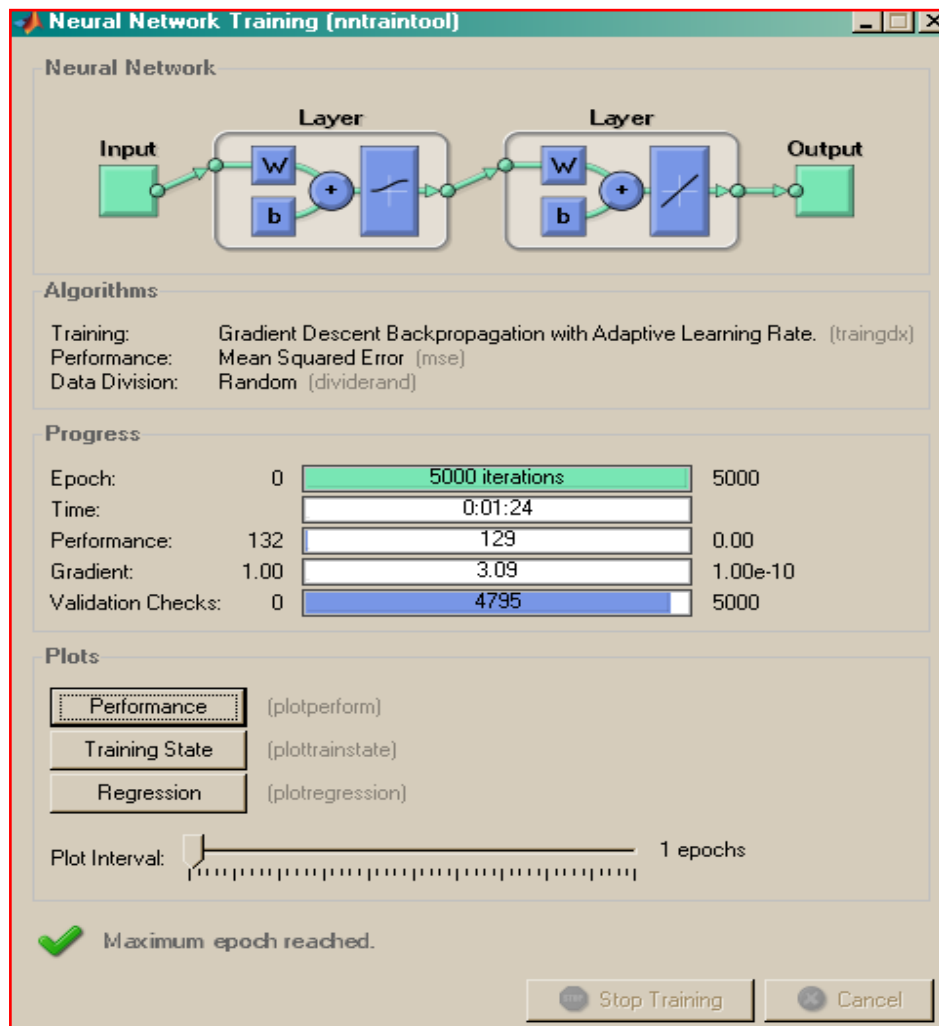 Neural Network Training (nntraintool)
Neural Network
Layer Layer
Input Output
W W
+ +
b b
Algorithms
Training: Gradient Descent Backpropagation with Adaptive Learning Rate. (traingdx)
Performance: Mean Squared Error (mse)
Data Division: Random (dividerand)
Progress
Epoch: 0 5000 iterations 5000
Time: 0:01:24
Performance: 132 129 0.00
Gradient: 1.00 3.09 1.00e-10
Validation Checks: 0 4795 5000
Plots
Performance (plotperform)
Training State (plottrainstate)
Regression (plotregression)
Plot Interval: 1 epochs
Maximum epoch reached.
STOP Stop Training Cancel